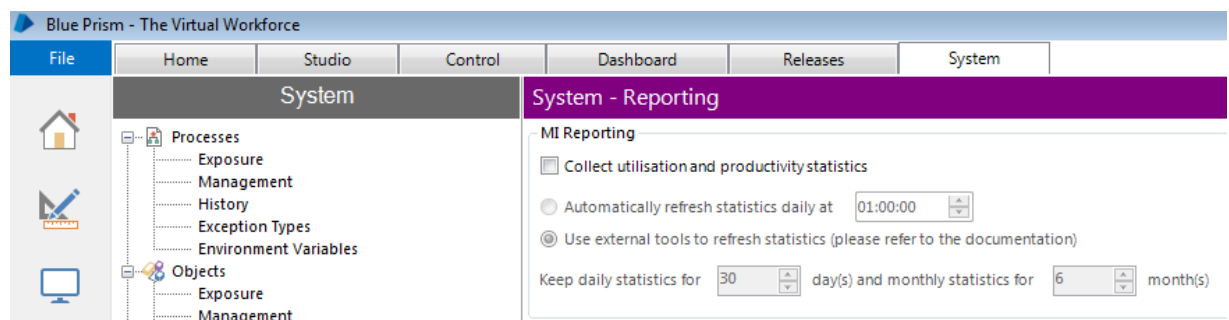 Blue Prism - The Virtual Workforce
File Home Studio Control Dashboard Releases System
System
Processes
Exposure
Management
History
Exception Types
Environment Variables
Objects
Exposure
Management
System - Reporting
MI Reporting
Collect utilisation and productivity statistics
Automatically refresh statistics daily at 01:00:00
Use external tools to refresh statistics (please refer to the documentation)
Keep daily statistics for 30 day(s) and monthly statistics for 6 month(s)